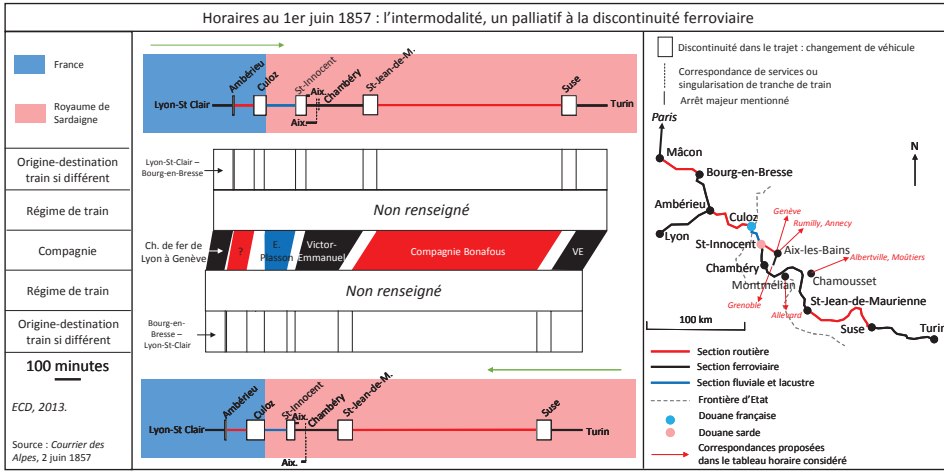 Horaires au 1er juin 1857 : l'intermodalité, un palliatif à la discontinuité ferroviaire
France
Royaume de
Sardaigne
Origine-destination
train si différent
Régime de train
Compagnie
Régime de train
Origine-destination
train si différent
100 minutes
ECD, 2013.
Source : Courrier des
Alpes, 2 juin 1857
Lyon-St Clair
Ambérieu
Culoz
St-Innocent
Aix.
Aix.
Chambéry
St-Jean-de-M.
Suse
Turin
Lyon-St-Clair –
Bourg-en-Bresse
Non renseigné
Ch. de fer de
Lyon à Genève
?
E.
Plasson
Victor-
Emmanuel
Compagnie Bonafous
VE
Non renseigné
Bourg-en-
Bresse –
Lyon-St-Clair
Lyon-St Clair
Ambérieu
Culoz
St-Innocent
Aix.
Aix.
Chambéry
St-Jean-de-M.
Suse
Turin
Discontinuité dans le trajet : changement de véhicule
Correspondance de services ou
singularisation de tranche de train
Arrêt majeur mentionné
Paris
N
Mâcon
Bourg-en-Bresse
Ambérieu
Genève
Rumilly, Annecy
Culoz
Lyon
St-Innocent
Aix-les-Bains
Albertville, Moûtiers
Chambéry
Montmélian
Chamousset
Grenoble
Allevard
St-Jean-de-Maurienne
100 km
Suse
Turin
Section routière
Section ferroviaire
Section fluviale et lacustre
Frontière d'Etat
Douane française
Douane sarde
Correspondances proposées
dans le tableau horaire considéré